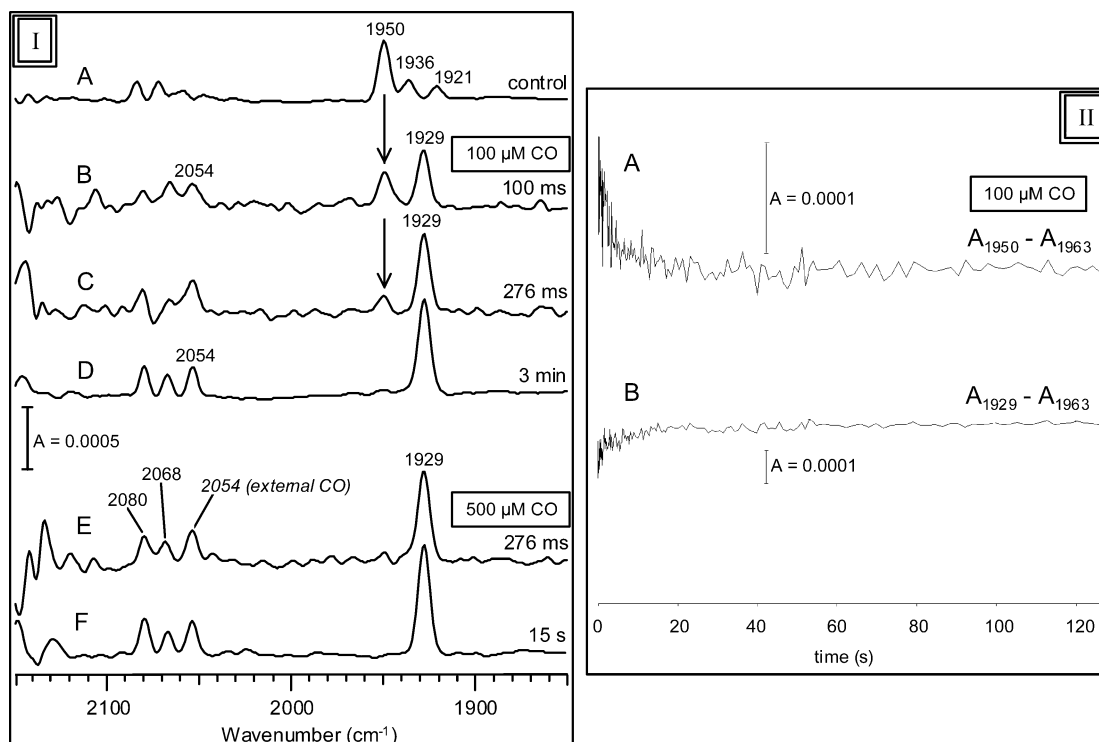 I
1950
1936
1921
A
control
1929
100 µM CO
B
2054
100 ms
1929
C
276 ms
2054
D
3 min
A = 0.0005
1929
2080
2068
2054 (external CO)
500 µM CO
E
276 ms
F
15 s
2100
2000
1900
Wavenumber (cm-1)
II
A
A = 0.0001
100 µM CO
A1950 - A1963
B
A1929 - A1963
A = 0.0001
0 20 40 60 80 100 120
time (s)